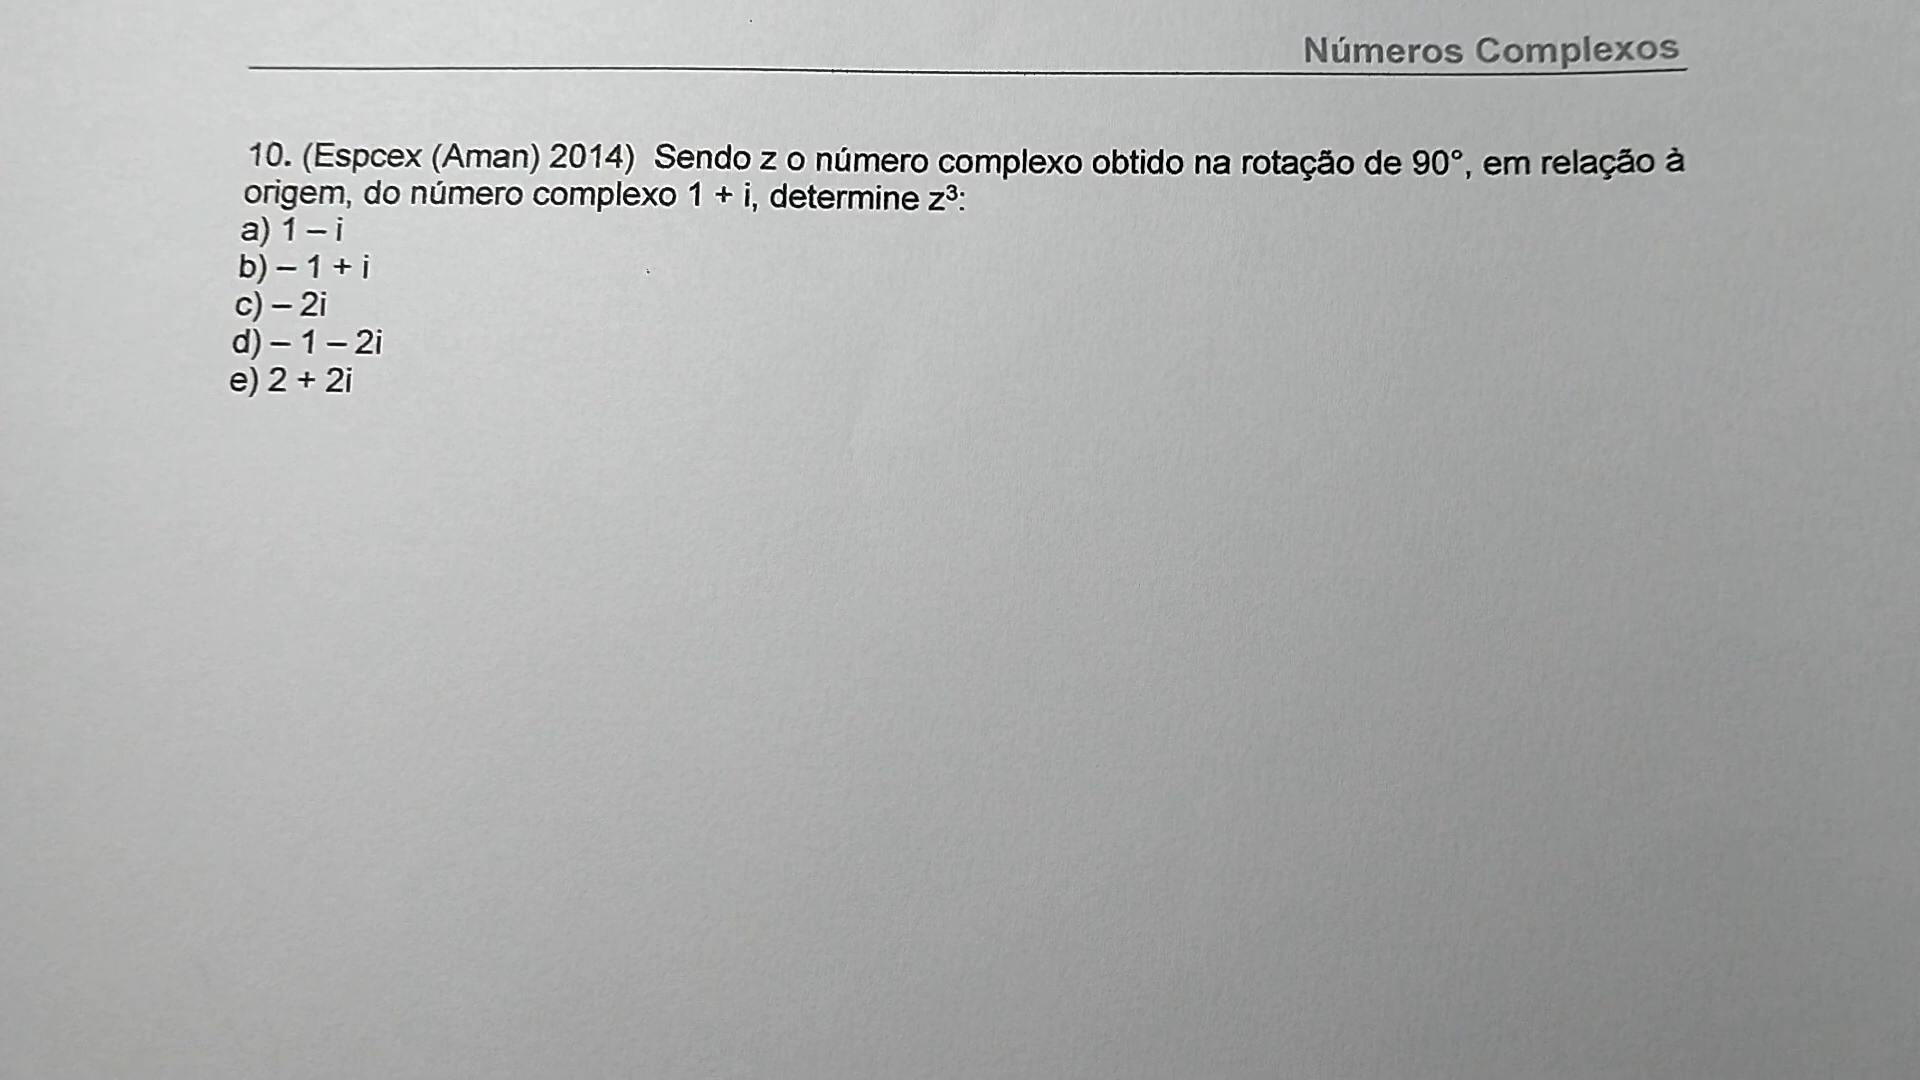 Números Complexos
10. (Espcex (Aman) 2014) Sendo z o número complexo obtido na rotação de 90°, em relação à
origem, do número complexo 1 + i, determine z³:
a) 1 – i
b) – 1 + i
c) – 2i
d) – 1 – 2i
e) 2 + 2i